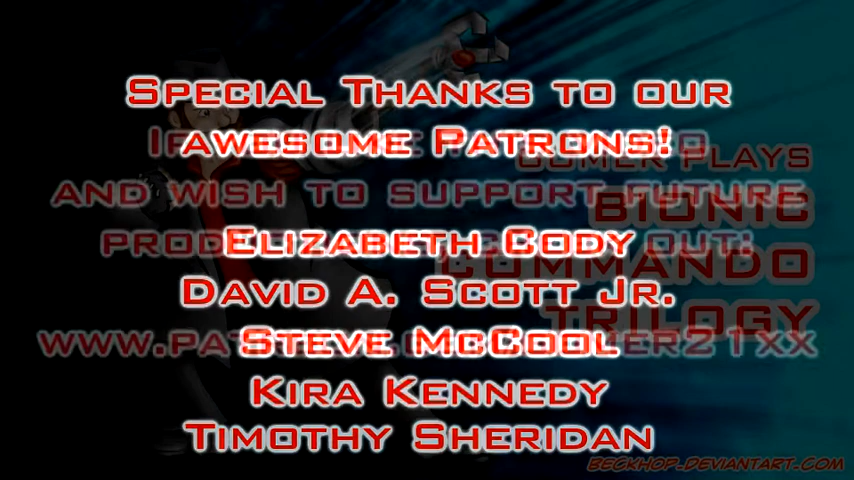 Special Thanks to our
awesome Patrons!
Plays
and wish to support future
Bionic
Elizabeth Cody
out:
Commando
David A. Scott Jr.
Trilogy
Steve McCool
Kira Kennedy
Timothy Sheridan
beckhop.deviantart.com